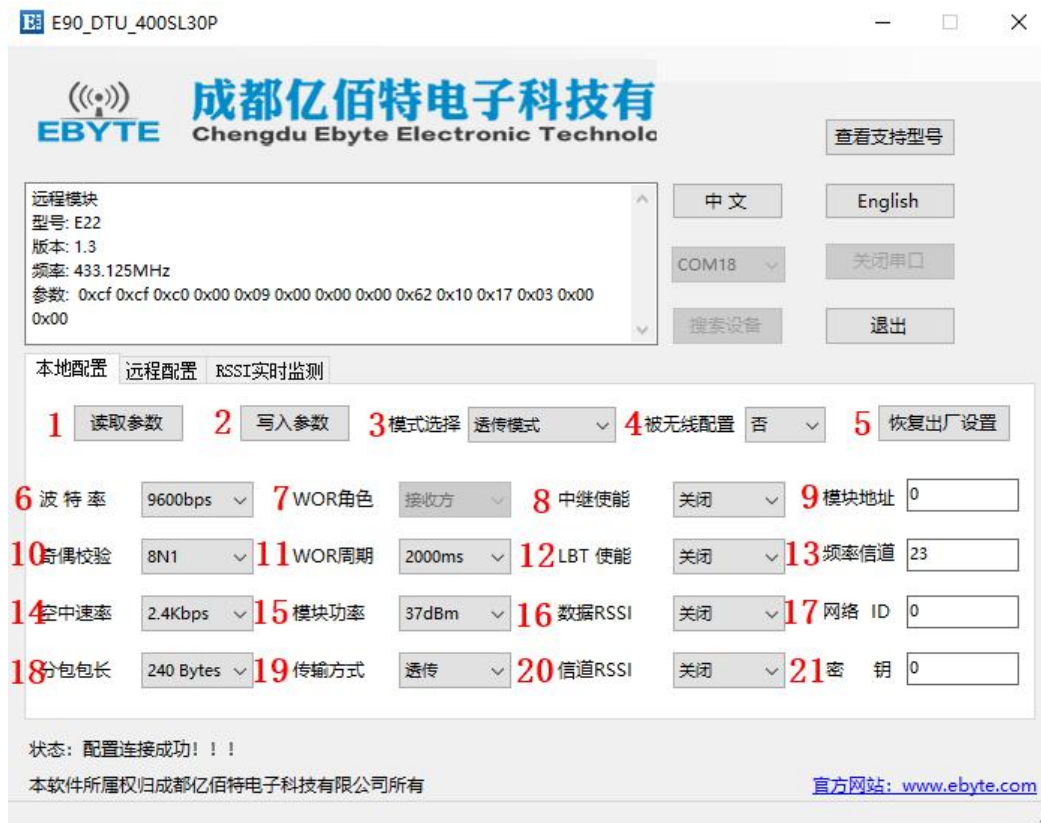 E90_DTU_400SL30P
EBYTE
成都亿佰特电子科技有
Chengdu Ebyte Electronic Technolo
查看支持型号
远程模块
型号: E22
版本: 1.3
频率: 433.125MHz
参数: 0xcf 0xcf 0xc0 0x00 0x09 0x00 0x00 0x00 0x62 0x10 0x17 0x03 0x00
0x00
中 文
English
COM18
关闭串口
搜索设备
退出
本地配置 远程配置 RSSI实时监测
1 读取参数 2 写入参数 3 模式选择 透传模式 4 被无线配置 否 5 恢复出厂设置
6 波 特 率 9600bps 7 WOR角色 接收方 8 中继使能 关闭 9 模块地址 0
10 奇偶校验 8N1 11 WOR周期 2000ms 12 LBT 使能 关闭 13 频率信道 23
14 空中速率 2.4Kbps 15 模块功率 37dBm 16 数据RSSI 关闭 17 网络 ID 0
18 分包包长 240 Bytes 19 传输方式 透传 20 信道RSSI 关闭 21 密 钥 0
状态：配置连接成功！！！
本软件所属权归成都亿佰特电子科技有限公司所有 官方网站：www.ebyte.com